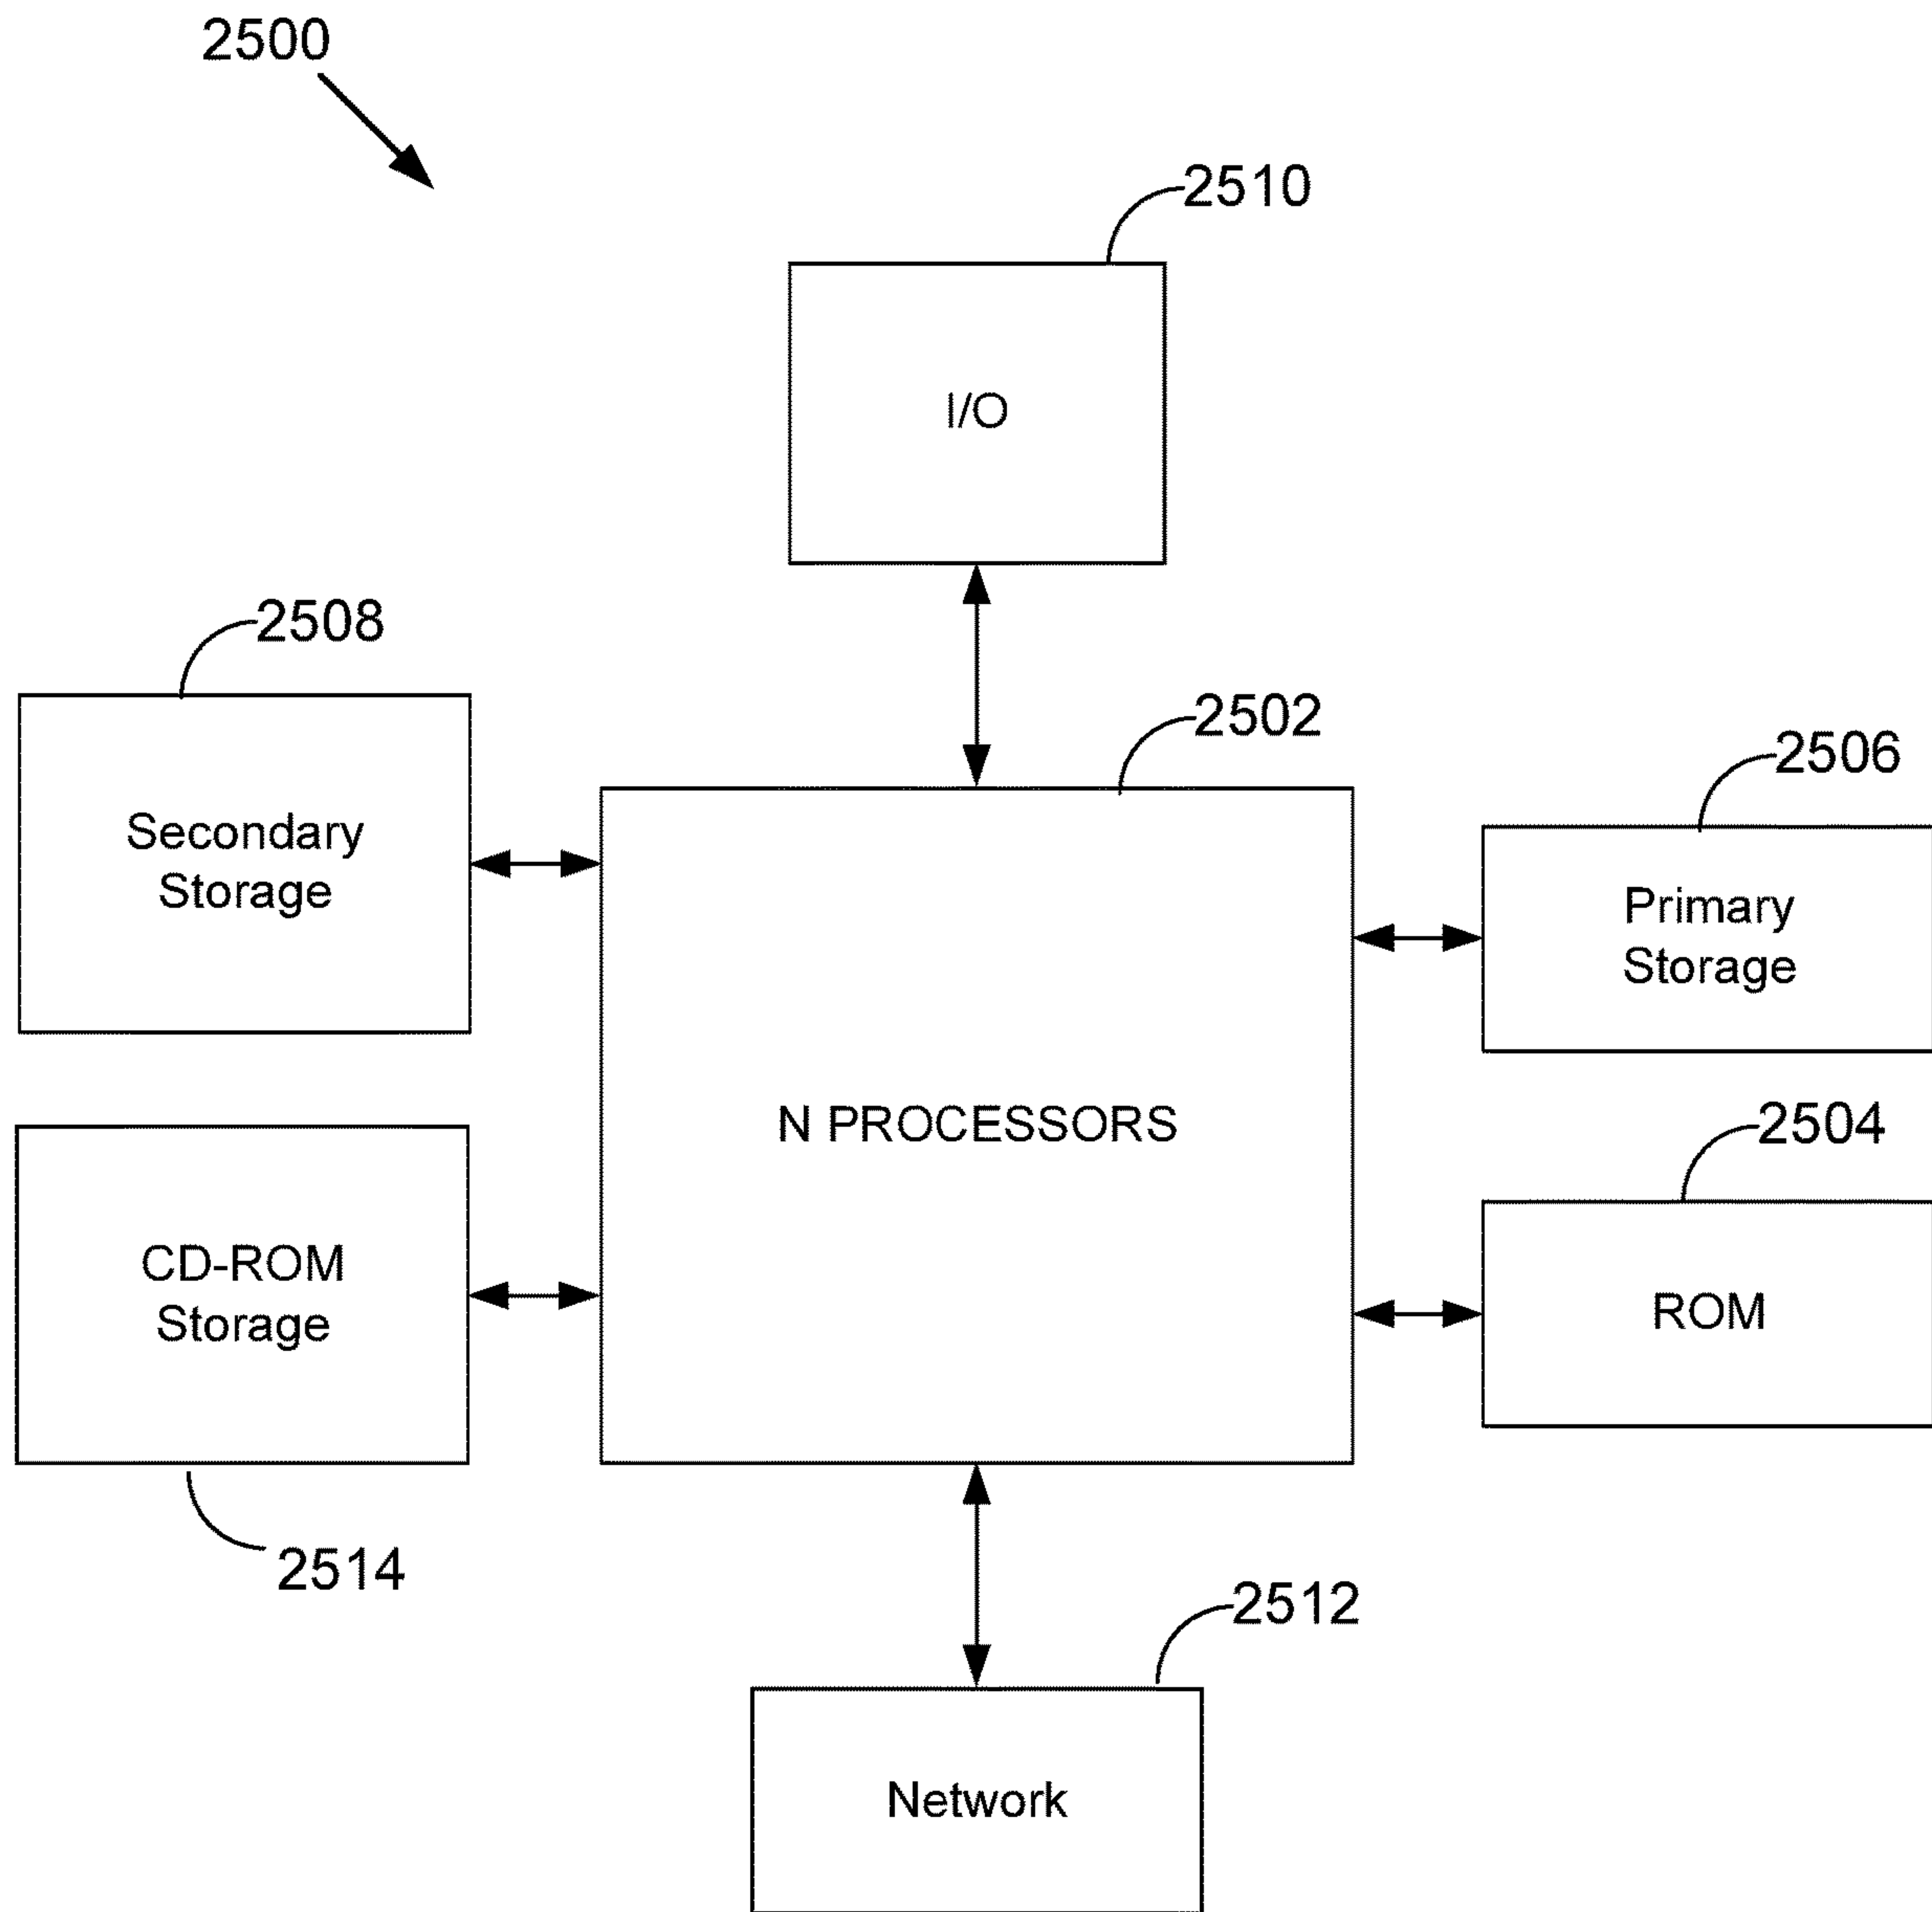 2500
2510
I/O
2508
2502
2506
Secondary
Storage
Primary
Storage
N PROCESSORS
2504
CD-ROM
Storage
ROM
2514
2512
Network